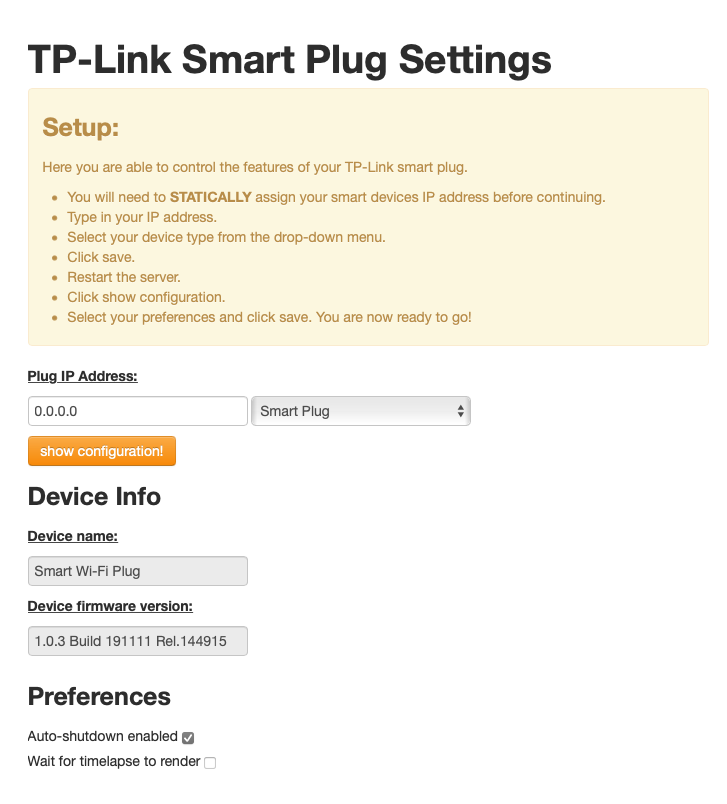 TP-Link Smart Plug Settings
Setup:
Here you are able to control the features of your TP-Link smart plug.
• You will need to STATICALLY assign your smart devices IP address before continuing.
• Type in your IP address.
• Select your device type from the drop-down menu.
• Click save.
• Restart the server.
• Click show configuration.
• Select your preferences and click save. You are now ready to go!
Plug IP Address:
0.0.0.0 Smart Plug
show configuration!
Device Info
Device name:
Smart Wi-Fi Plug
Device firmware version:
1.0.3 Build 191111 Rel.144915
Preferences
Auto-shutdown enabled
Wait for timelapse to render